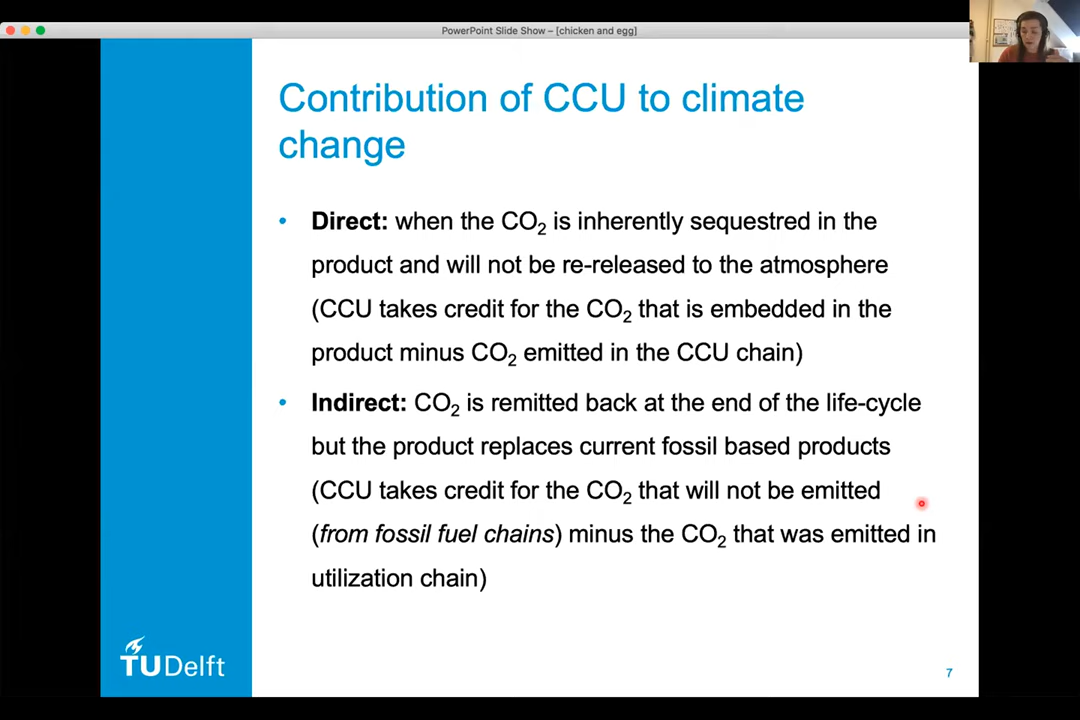 PowerPoint Slide Show – [chicken and egg]
Contribution of CCU to climate
change
• Direct: when the CO₂ is inherently sequestred in the
product and will not be re-released to the atmosphere
(CCU takes credit for the CO₂ that is embedded in the
product minus CO₂ emitted in the CCU chain)
• Indirect: CO₂ is remitted back at the end of the life-cycle
but the product replaces current fossil based products
(CCU takes credit for the CO₂ that will not be emitted
(from fossil fuel chains) minus the CO₂ that was emitted in
utilization chain)
TU Delft
7